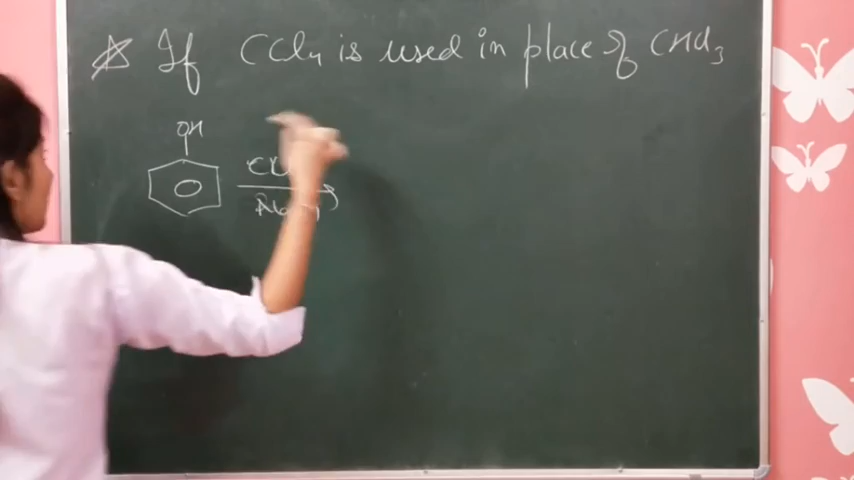 ☆ If CCl4 is used in place of CHCl3
OH